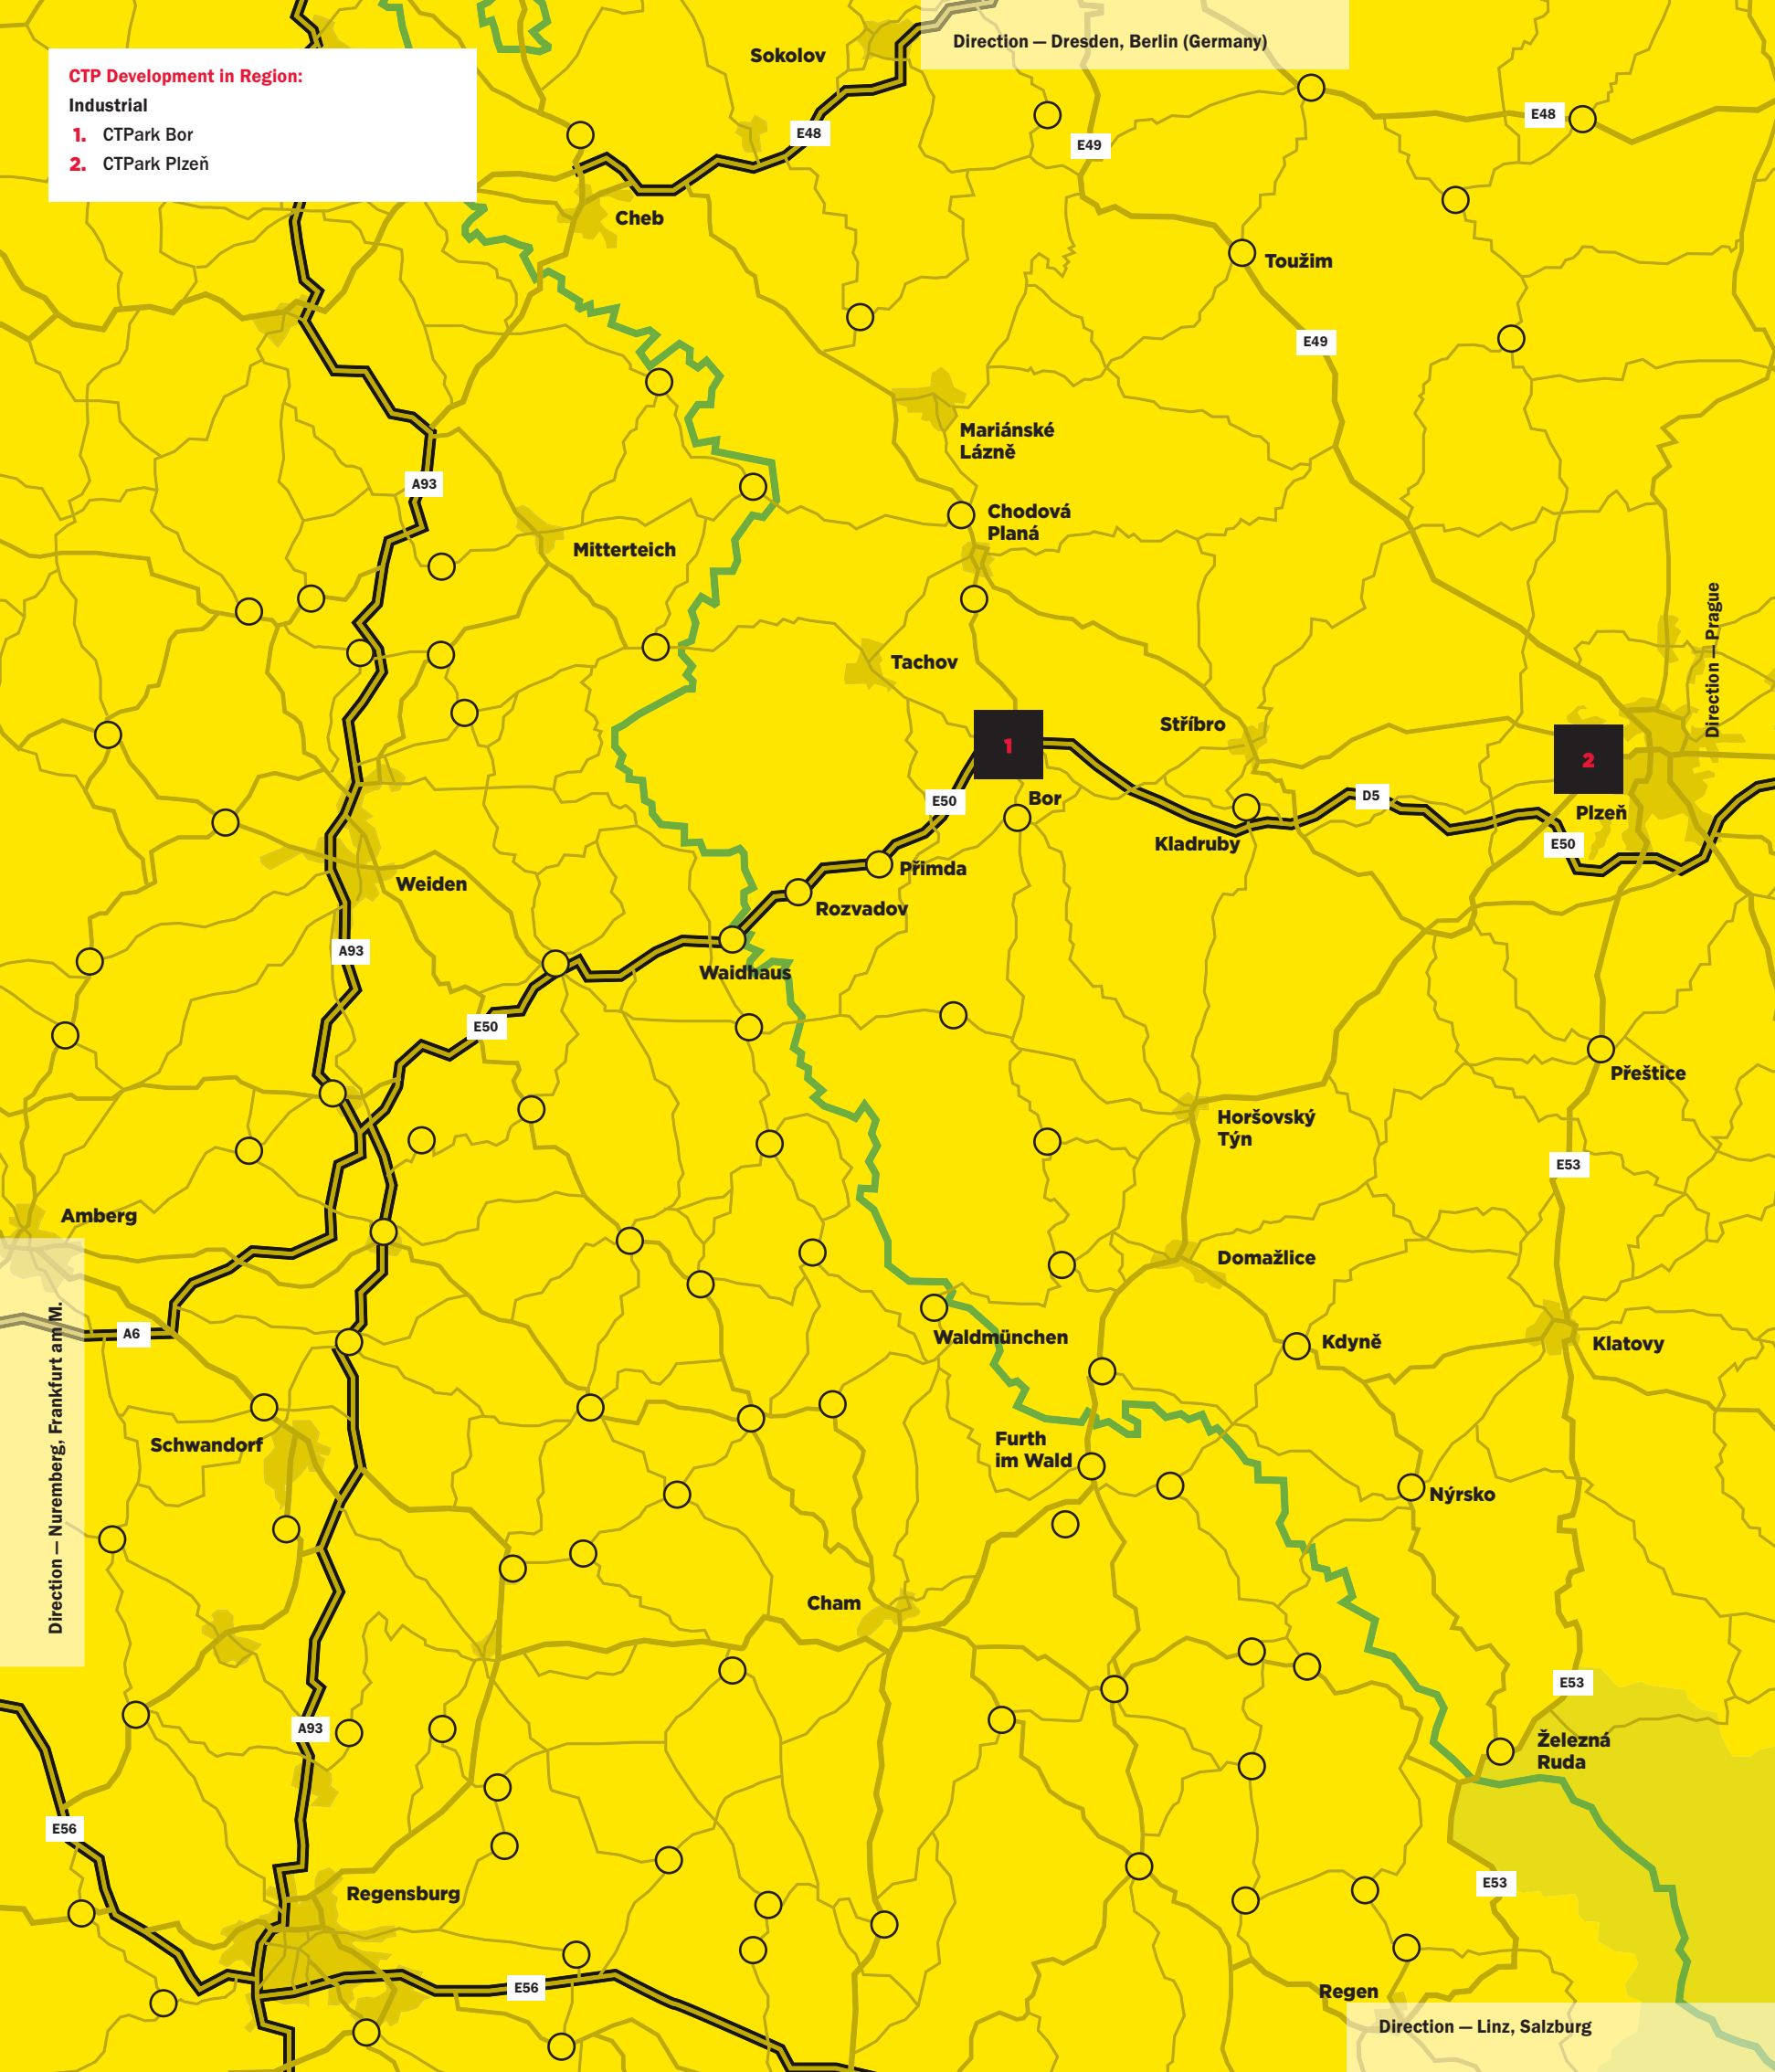 Direction — Dresden, Berlin (Germany)
Sokolov
CTP Development in Region:
Industrial
1. CTPark Bor
2. CTPark Plzeň
E48
E48
E49
Cheb
Toužim
E49
Mariánské
Lázně
A93
Chodová
Planá
Mitterteich
Direction — Prague
Tachov
Stříbro
1
2
Bor
E50
D5
Plzeň
Kladruby
E50
Přimda
Weiden
Rozvadov
A93
Waidhaus
E50
Přeštice
Horšovský
Týn
E53
Amberg
Domažlice
A6
Direction — Nuremberg, Frankfurt am M.
Waldmünchen
Kdyně
Klatovy
Schwandorf
Furth
im Wald
Nýrsko
Cham
E53
A93
Železná
Ruda
E56
E53
Regensburg
E56
Regen
Direction — Linz, Salzburg